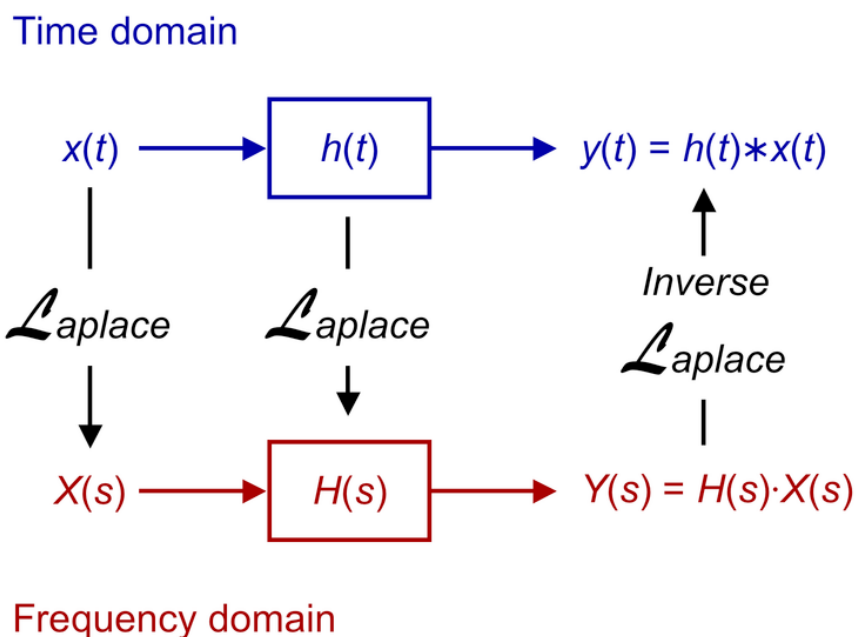 Time domain
x(t) h(t) y(t) = h(t)∗x(t)
Inverse
ℒaplace ℒaplace ℒaplace
X(s) H(s) Y(s) = H(s)·X(s)
Frequency domain